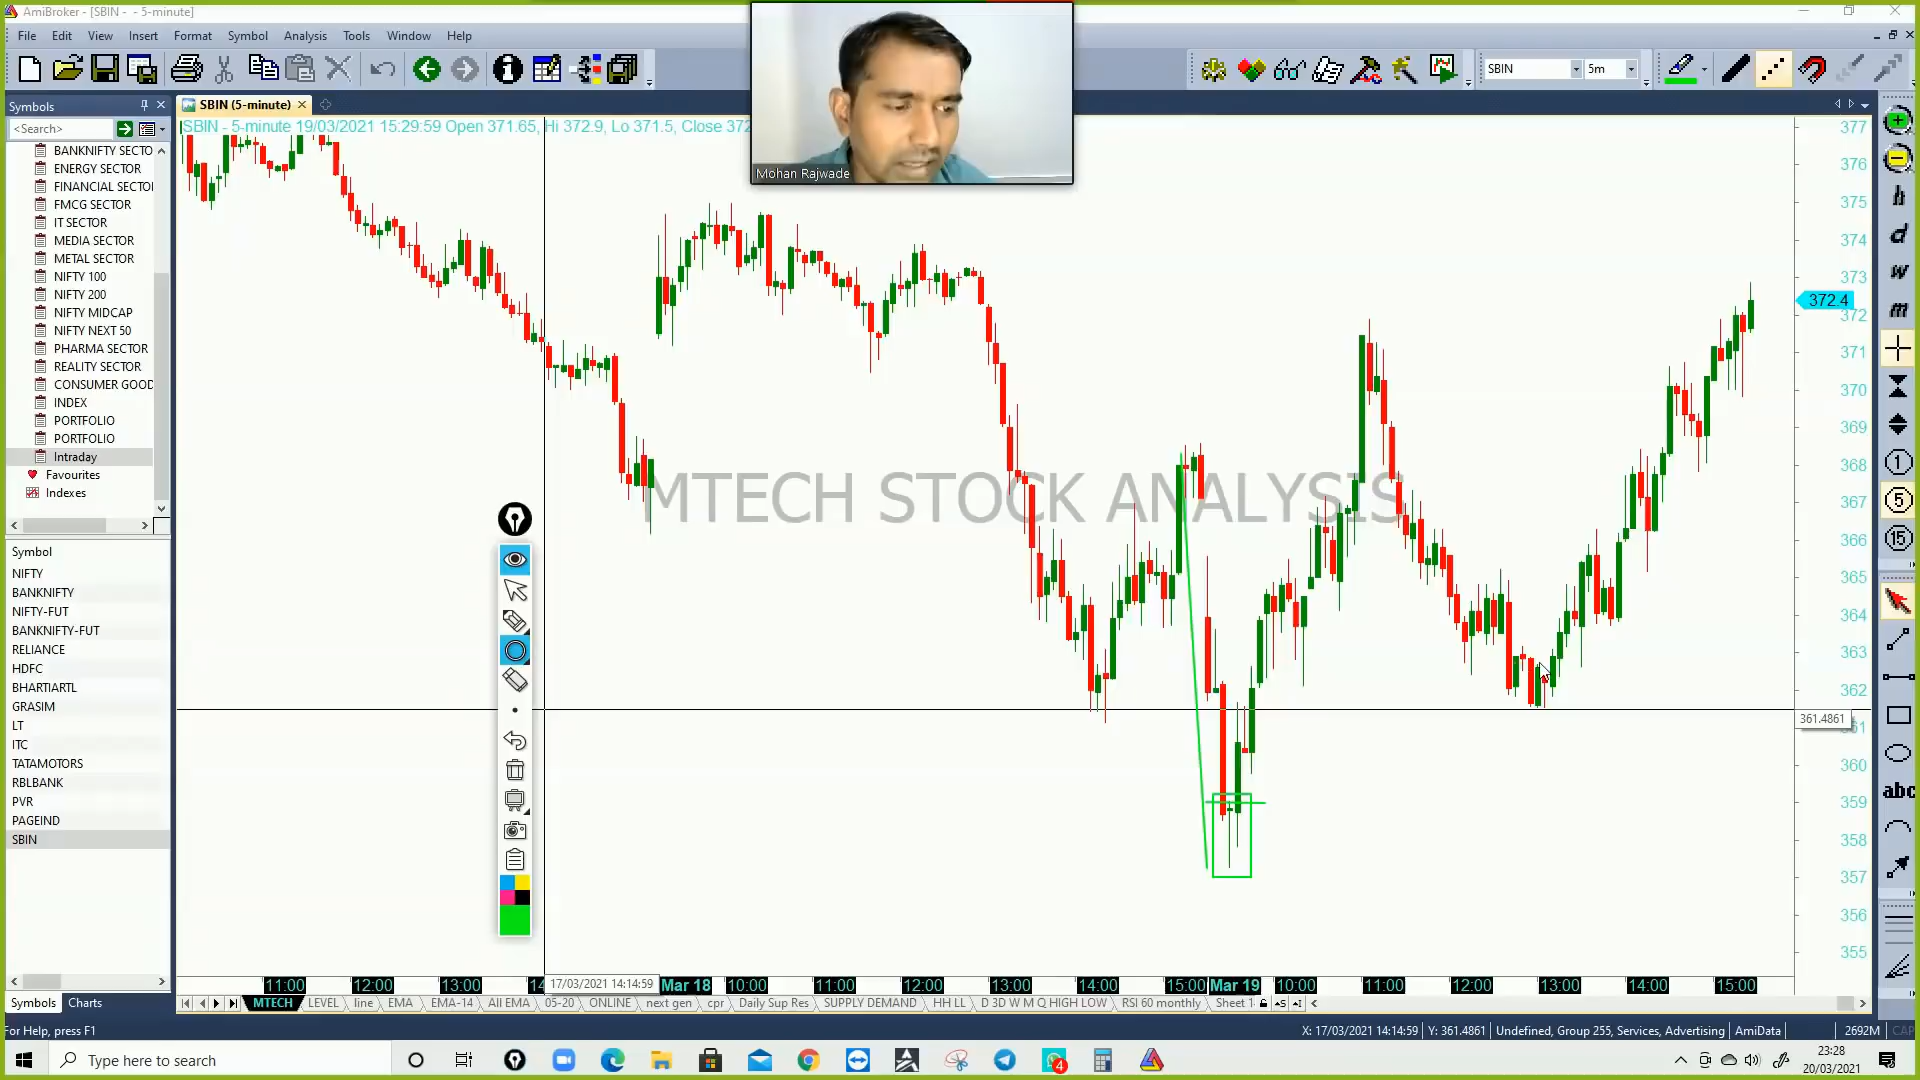 AmiBroker - [SBIN - - 5-minute]
File Edit View Insert Format Symbol Analysis Tools Window Help
SBIN 5m
Symbols
SBIN (5-minute)
<Search>
SBIN - 5-minute 19/03/2021 15:29:59 Open 371.65, Hi 372.9, Lo 371.5, Close 372
Mohan Rajwade
BANKNIFTY SECTO
ENERGY SECTOR
FINANCIAL SECTOI
FMCG SECTOR
IT SECTOR
MEDIA SECTOR
METAL SECTOR
NIFTY 100
NIFTY 200
NIFTY MIDCAP
NIFTY NEXT 50
PHARMA SECTOR
REALITY SECTOR
CONSUMER GOOD
INDEX
PORTFOLIO
PORTFOLIO
Intraday
Favourites
Indexes
Symbol
NIFTY
BANKNIFTY
NIFTY-FUT
BANKNIFTY-FUT
RELIANCE
HDFC
BHARTIARTL
GRASIM
LT
ITC
TATAMOTORS
RBLBANK
PVR
PAGEIND
SBIN
MTECH STOCK ANALYSIS
377
376
375
374
373
372.4
372
371
370
369
368
367
366
365
364
363
362
361.4861
361
360
359
358
357
356
355
h
d
w
m
1
5
15
abc
11:00 12:00 13:00 14 17/03/2021 14:14:59 Mar 18 10:00 11:00 12:00 13:00 14:00 15:00 Mar 19 10:00 11:00 12:00 13:00 14:00 15:00
Symbols Charts
MTECH LEVEL line EMA EMA-14 All EMA 05-20 ONLINE next gen cpr Daily Sup Res SUPPLY DEMAND HH LL D 3D W M Q HIGH LOW RSI 60 monthly Sheet 1
For Help, press F1
X: 17/03/2021 14:14:59 Y: 361.4861 Undefined, Group 255, Services, Advertising AmiData 2692M CAP
Type here to search
4
23:28
20/03/2021